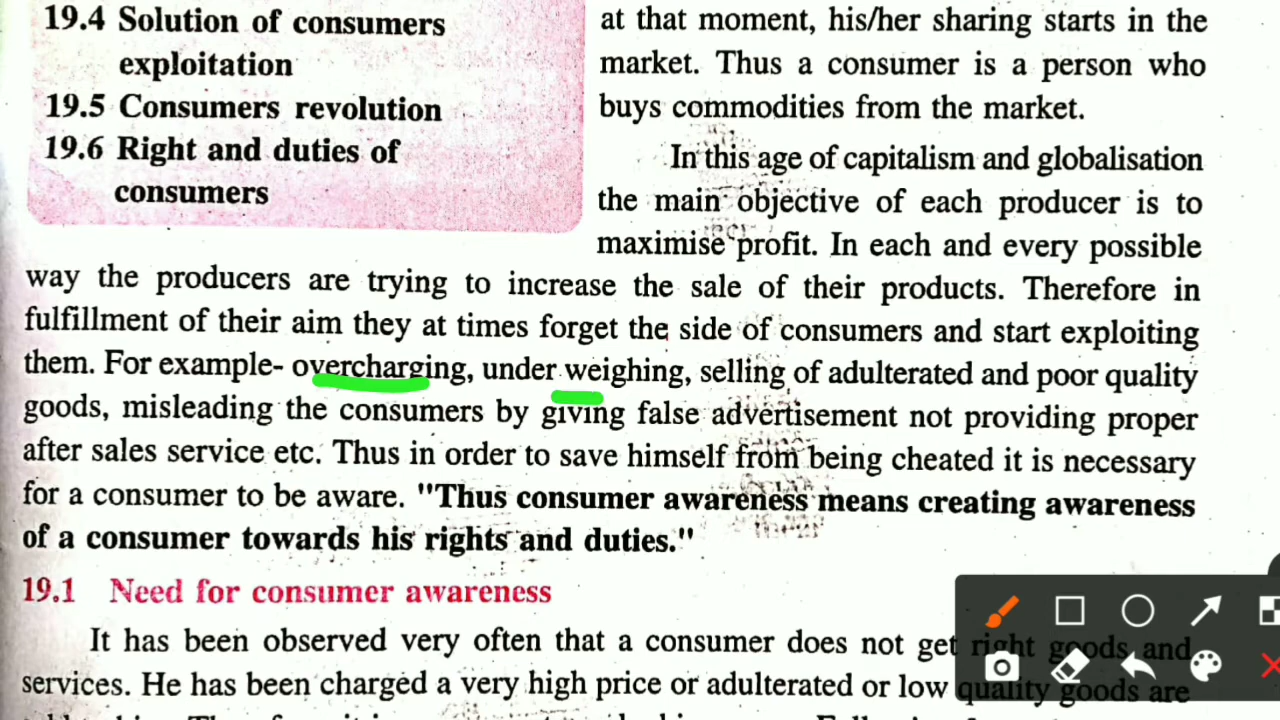 19.4 Solution of consumers
exploitation
19.5 Consumers revolution
19.6 Right and duties of
consumers
at that moment, his/her sharing starts in the
market. Thus a consumer is a person who
buys commodities from the market.
In this age of capitalism and globalisation
the main objective of each producer is to
maximise profit. In each and every possible
way the producers are trying to increase the sale of their products. Therefore in
fulfillment of their aim they at times forget the side of consumers and start exploiting
them. For example- overcharging, under weighing, selling of adulterated and poor quality
goods, misleading the consumers by giving false advertisement not providing proper
after sales service etc. Thus in order to save himself from being cheated it is necessary
for a consumer to be aware. "Thus consumer awareness means creating awareness
of a consumer towards his rights and duties."
19.1 Need for consumer awareness
It has been observed very often that a consumer does not get right goods and
services. He has been charged a very high price or adulterated or low quality goods are